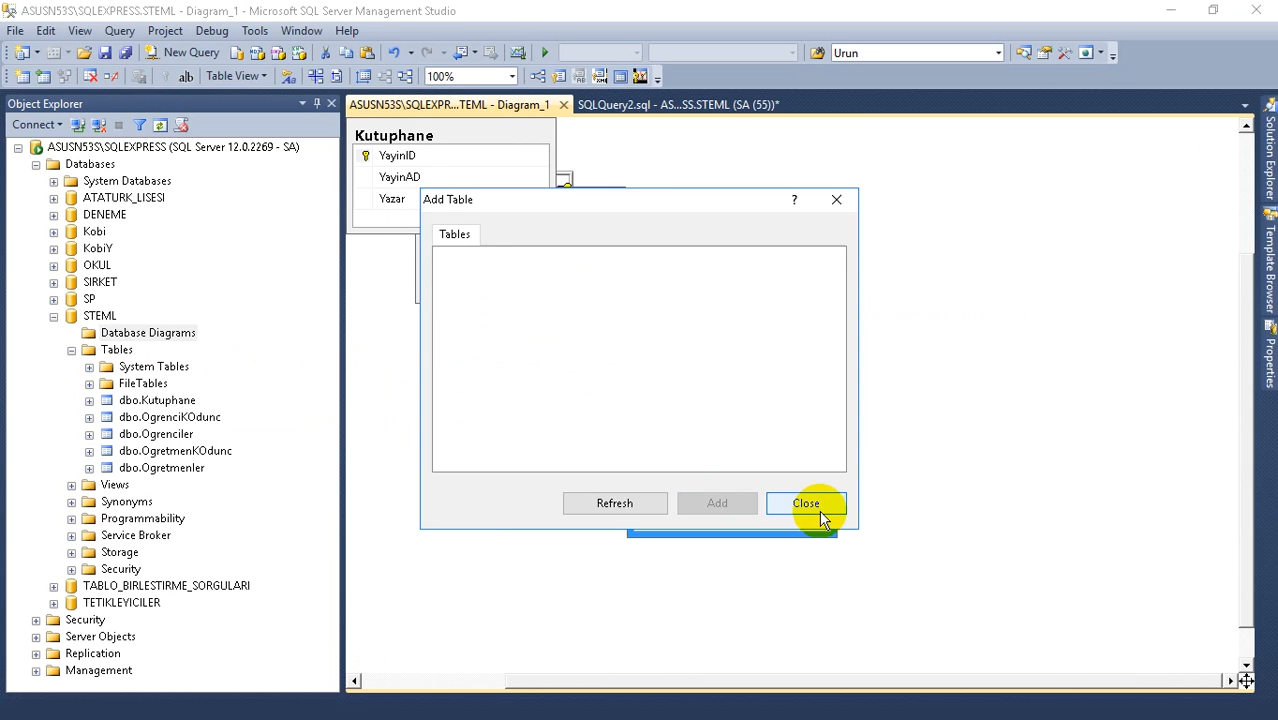 ASUSN53S\SQLEXPRESS.STEML - Diagram_1 - Microsoft SQL Server Management Studio
File Edit View Query Project Debug Tools Window Help
New Query Urun
Table View 100%
Object Explorer
Connect
ASUSN53S\SQLEXPRESS (SQL Server 12.0.2269 - SA)
Databases
System Databases
ATATURK_LISESI
DENEME
Kobi
KobiY
OKUL
SIRKET
SP
STEML
Database Diagrams
Tables
System Tables
FileTables
dbo.Kutuphane
dbo.OgrenciKOdunc
dbo.Ogrenciler
dbo.OgretmenKOdunc
dbo.Ogretmenler
Views
Synonyms
Programmability
Service Broker
Storage
Security
TABLO_BIRLESTIRME_SORGULARI
TETIKLEYICILER
Security
Server Objects
Replication
Management
ASUSN53S\SQLEXPR...TEML - Diagram_1
SQLQuery2.sql - AS...SS.STEML (SA (55))*
Kutuphane
YayinID
YayinAD
Yazar
Add Table
?
Tables
Refresh Add Close
Solution Explorer
Template Browser
Properties